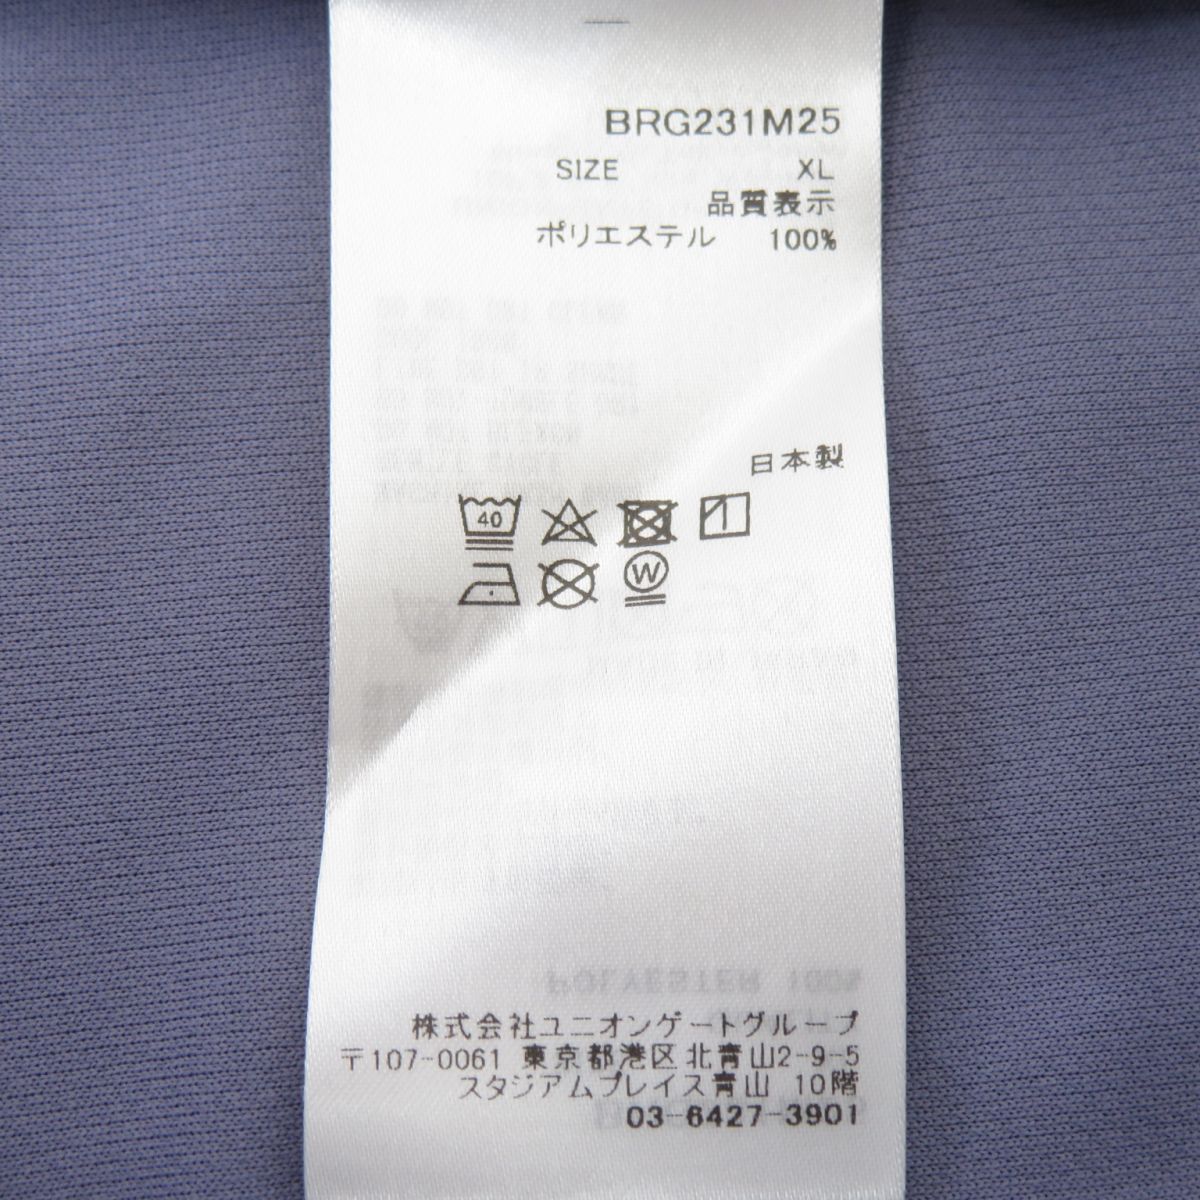 BRG231M25
SIZE XL
品質表示
ポリエステル 100%
日本製
40
W
POLYESTER 100%
株式会社ユニオンゲートグループ
〒107-0061 東京都港区北青山2-9-5
スタジアムプレイス青山 10階
03-6427-3901